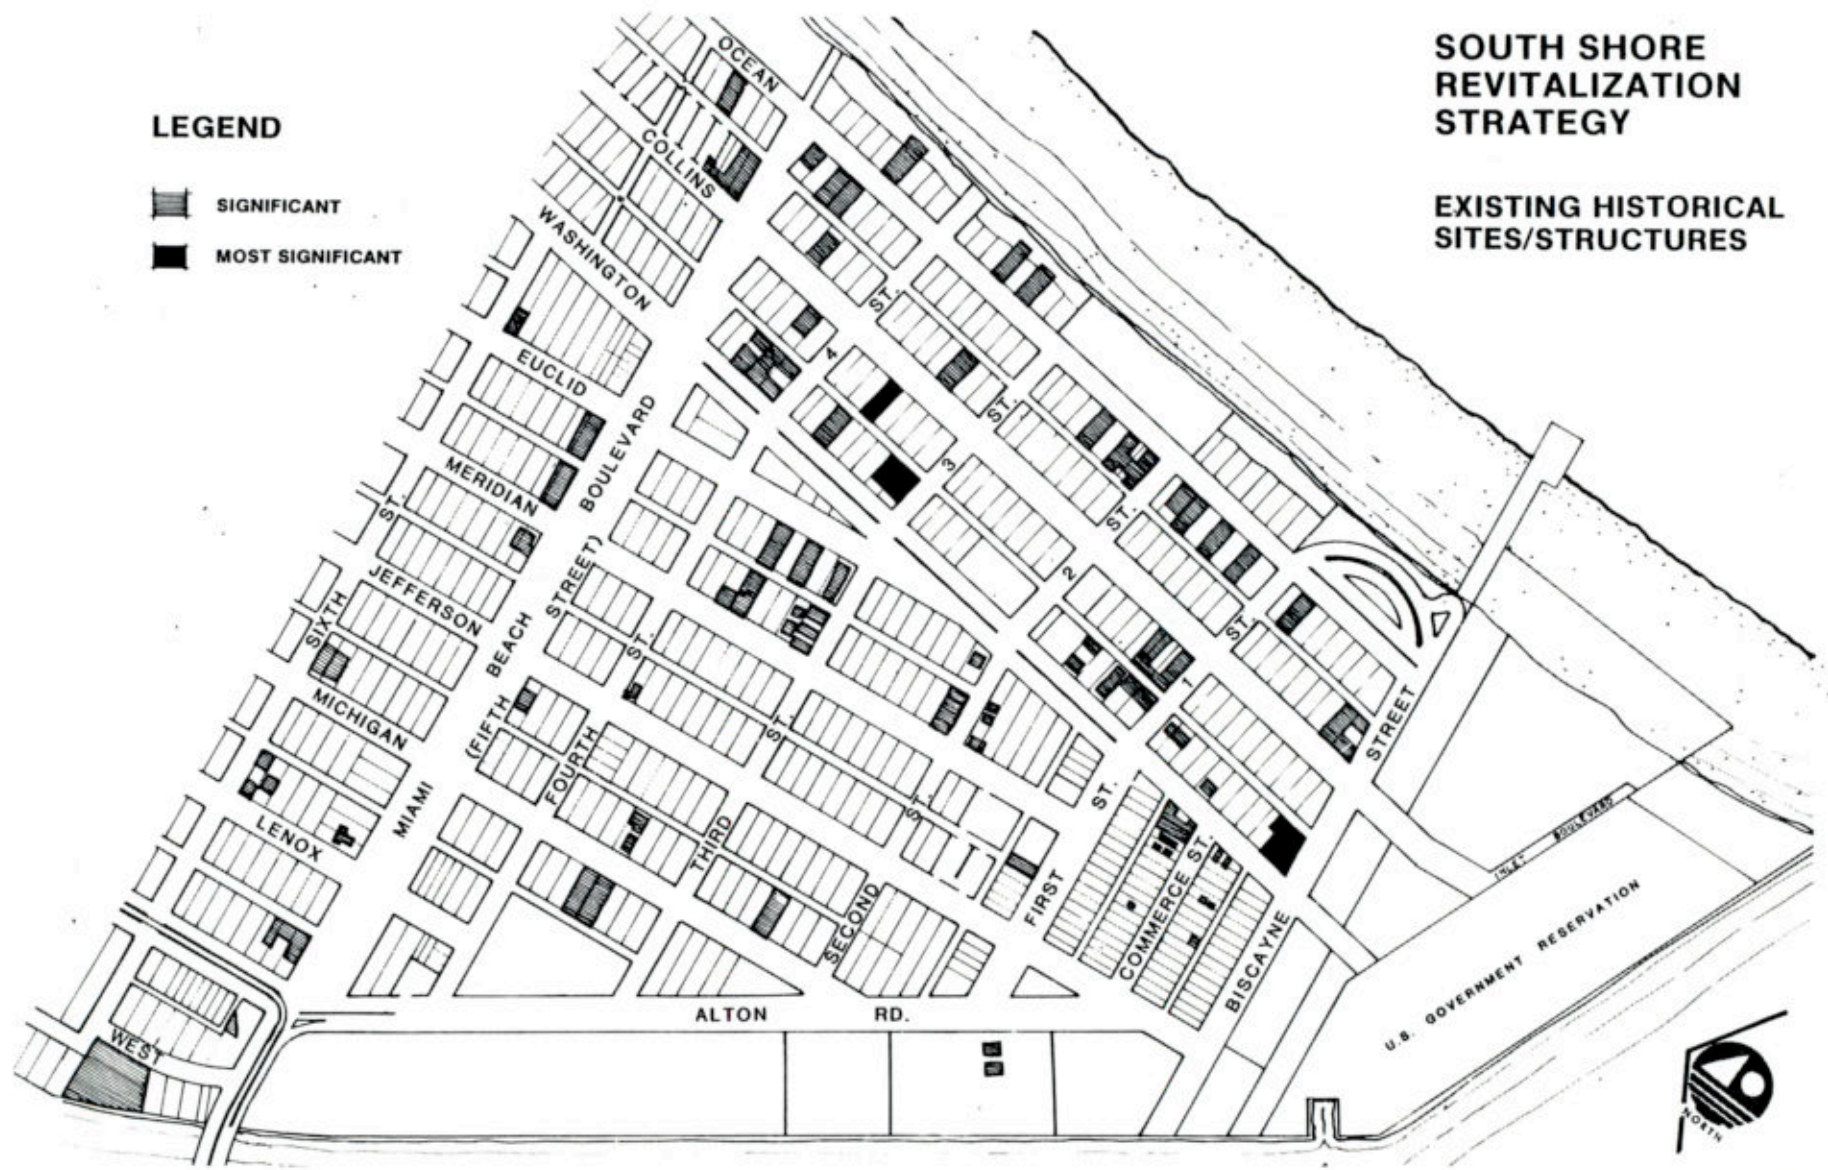 SOUTH SHORE
REVITALIZATION
STRATEGY
EXISTING HISTORICAL
SITES/STRUCTURES
LEGEND
SIGNIFICANT
MOST SIGNIFICANT
OCEAN
COLLINS
WASHINGTON
EUCLID
MERIDIAN
JEFFERSON
MICHIGAN
LENOX
WEST
SIXTH
ST.
MIAMI
BEACH
BOULEVARD
(FIFTH
STREET)
FOURTH
ST.
THIRD
ST.
SECOND
ST.
FIRST
ST.
COMMERCE
ST.
BISCAYNE
STREET
4
ST.
3
ST.
2
ST.
1
ST.
ALTON
RD.
INLET
BOULEVARD
U.S. GOVERNMENT RESERVATION
NORTH